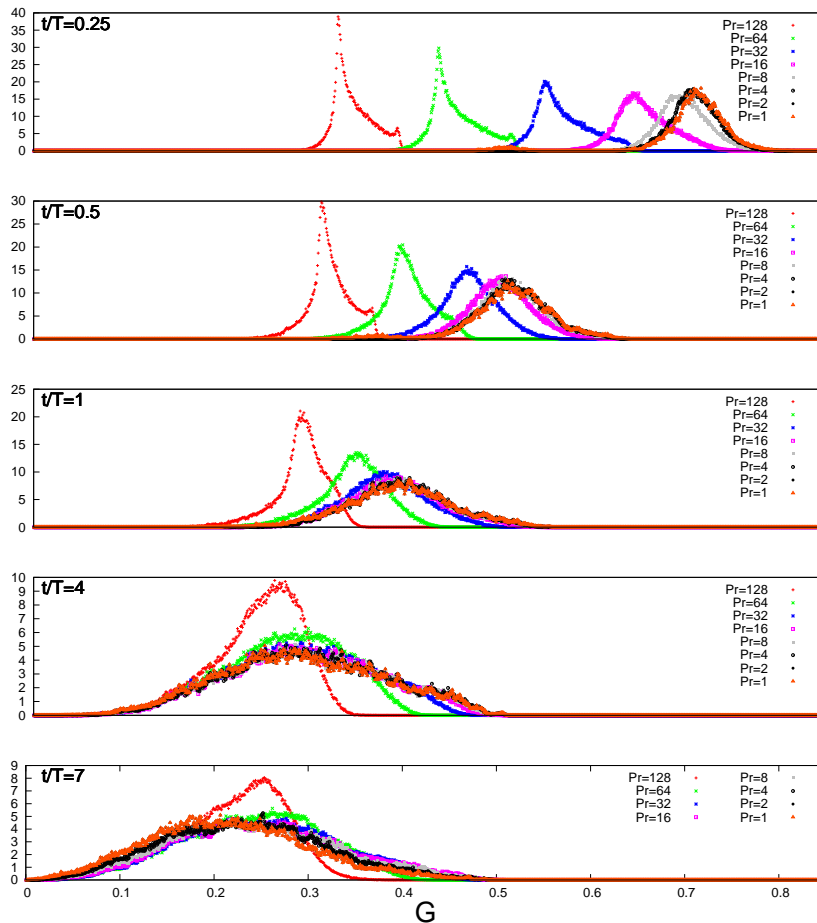 t/T=0.25
40
35
30
25
20
15
10
5
0
Pr=128
Pr=64
Pr=32
Pr=16
Pr=8
Pr=4
Pr=2
Pr=1
t/T=0.5
30
25
20
15
10
5
0
Pr=128
Pr=64
Pr=32
Pr=16
Pr=8
Pr=4
Pr=2
Pr=1
t/T=1
25
20
15
10
5
0
Pr=128
Pr=64
Pr=32
Pr=16
Pr=8
Pr=4
Pr=2
Pr=1
t/T=4
10
9
8
7
6
5
4
3
2
1
0
Pr=128
Pr=64
Pr=32
Pr=16
Pr=8
Pr=4
Pr=2
Pr=1
t/T=7
9
8
7
6
5
4
3
2
1
0
Pr=128 Pr=8
Pr=64 Pr=4
Pr=32 Pr=2
Pr=16 Pr=1
0 0.1 0.2 0.3 0.4 0.5 0.6 0.7 0.8
G